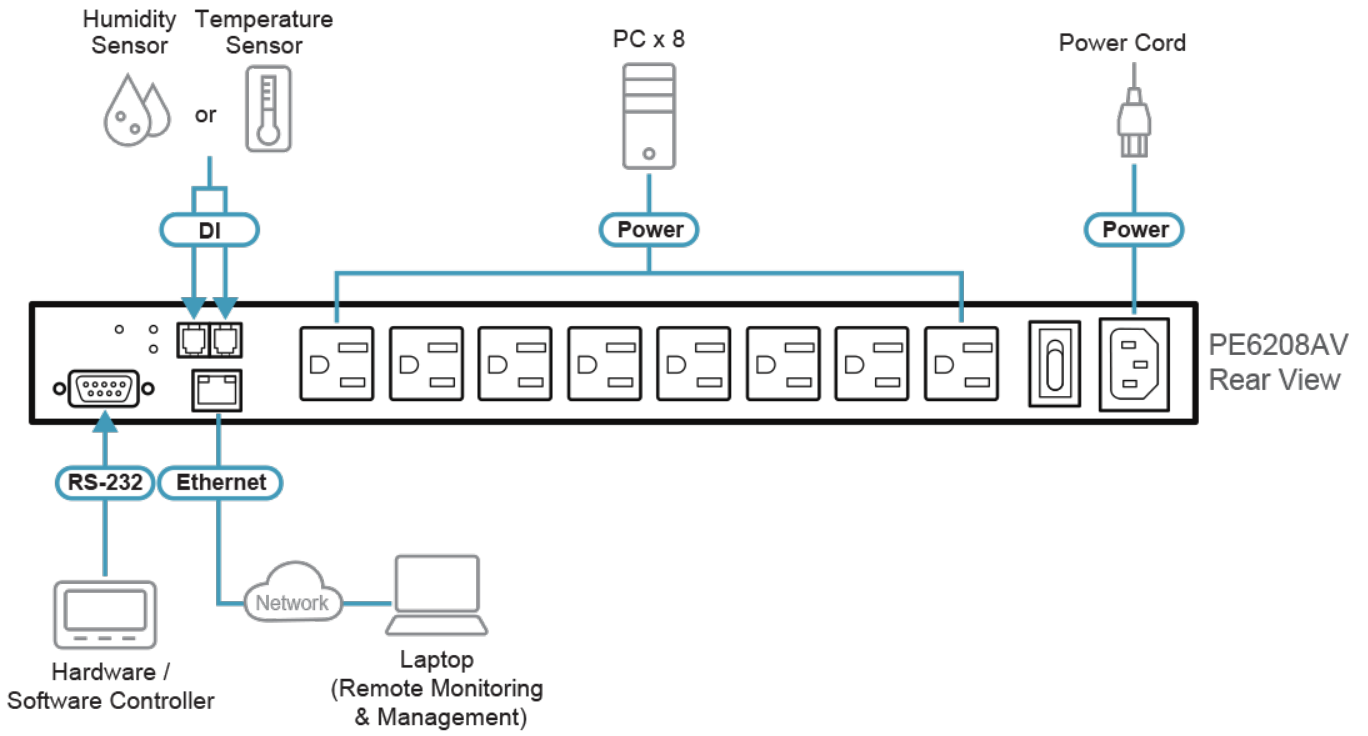 Humidity
Sensor
Temperature
Sensor
or
PC x 8
Power Cord
DI
Power
Power
PE6208AV
Rear View
RS-232
Ethernet
Network
Hardware /
Software Controller
Laptop
(Remote Monitoring
& Management)